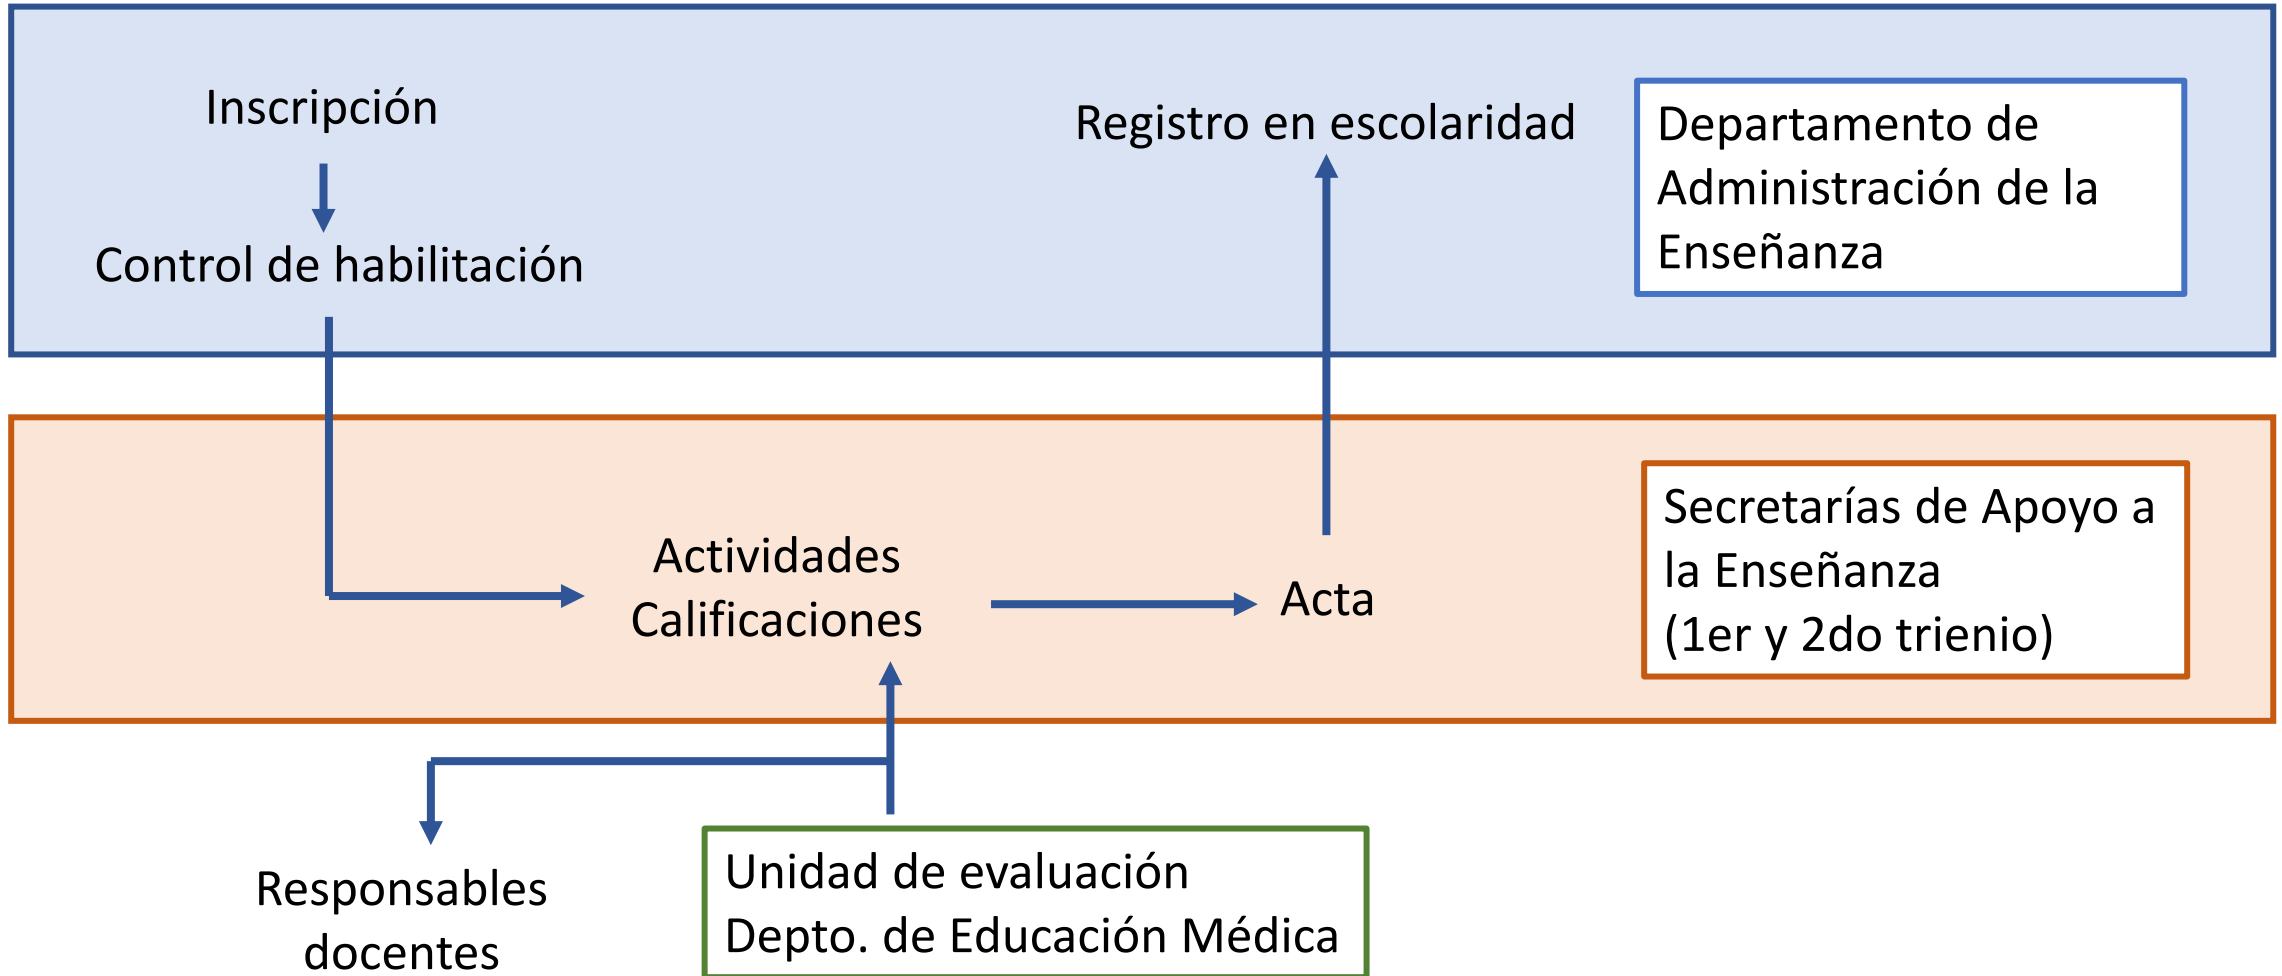 Inscripción
Control de habilitación
Registro en escolaridad
Departamento de
Administración de la
Enseñanza
Actividades
Calificaciones
Acta
Secretarías de Apoyo a
la Enseñanza
(1er y 2do trienio)
Responsables
docentes
Unidad de evaluación
Depto. de Educación Médica